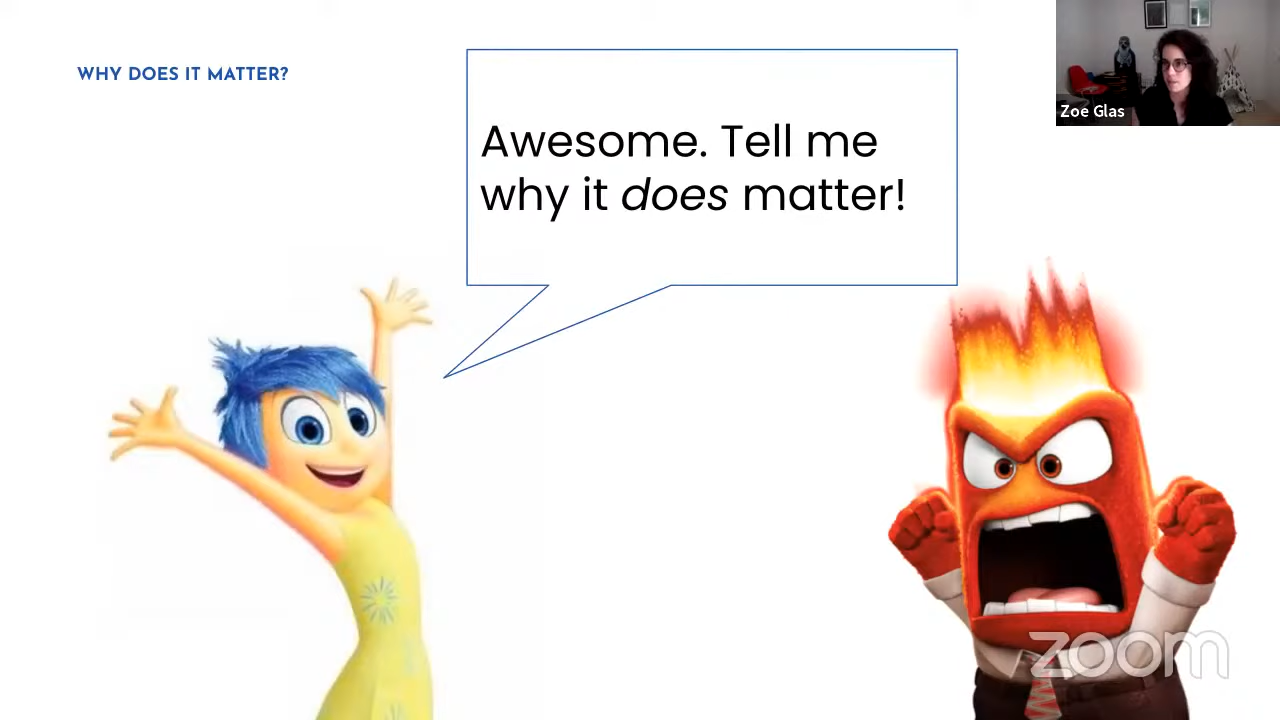 WHY DOES IT MATTER?
Awesome. Tell me
why it does matter!
Zoe Glas
zoom